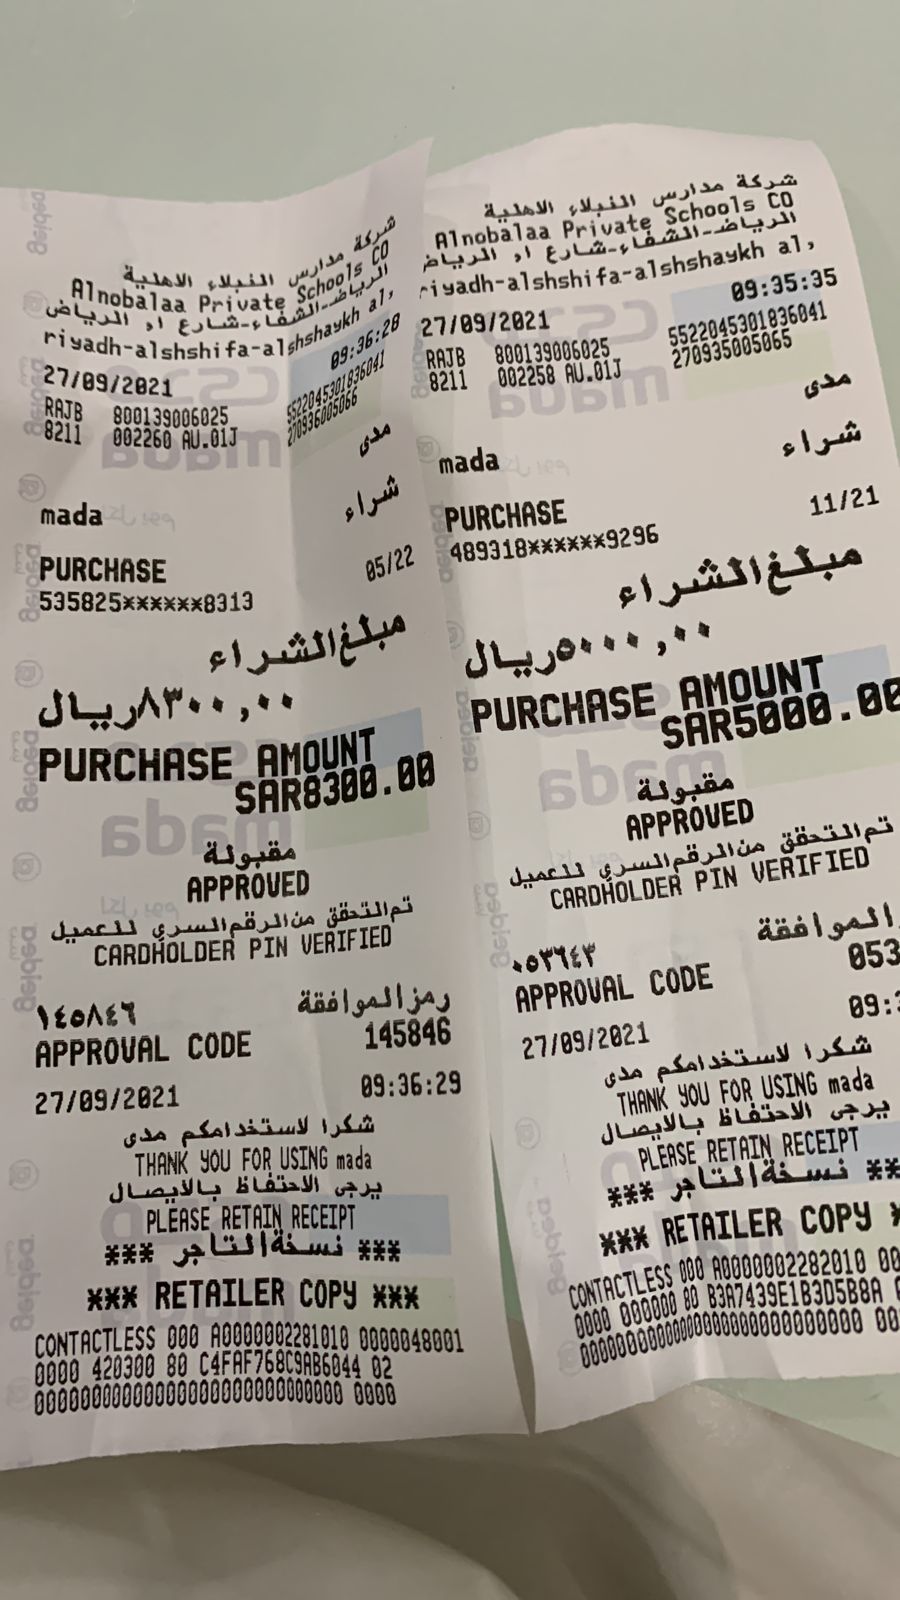 شركة مدارس النبلاء الاهلية
Alnobalaa Private Schools CO
الرياض-الشفاء-شارع ا, الرياض
riyadh-alshshifa-alshshaykh al,
27/09/2021 09:36:28
RAJB 800139006025 5522045301836041
8211 002260 AU.01J 270936005066
مدى
mada
شراء
PURCHASE
535825******8313 05/22
مبلغ الشراء
٨٣٠٠,٠٠ريال
PURCHASE AMOUNT
SAR8300.00
مقبولة
APPROVED
تم التحقق من الرقم السري للعميل
CARDHOLDER PIN VERIFIED
رمز الموافقة ١٤٥٨٤٦
APPROVAL CODE 145846
27/09/2021 09:36:29
شكرا لاستخدامكم مدى
THANK YOU FOR USING mada
يرجى الاحتفاظ بالايصال
PLEASE RETAIN RECEIPT
*** نسخة التاجر ***
*** RETAILER COPY ***
CONTACTLESS 000 A0000002281010 0000048001
0000 420300 80 C4FAF768C9AB6044 02
شركة مدارس النبلاء الاهلية
Alnobalaa Private Schools CO
الرياض-الشفاء-شارع ا, الرياض
riyadh-alshshifa-alshshaykh al,
27/09/2021 09:35:35
RAJB 800139006025 5522045301836041
8211 002258 AU.01J 270935005065
مدى
mada
شراء
PURCHASE
489318******9296 11/21
مبلغ الشراء
٥٠٠٠,٠٠ريال
PURCHASE AMOUNT
SAR5000.00
مقبولة
APPROVED
تم التحقق من الرقم السري للعميل
CARDHOLDER PIN VERIFIED
الموافقة ٠٥٣٦٤٣
APPROVAL CODE 053
27/09/2021 09:
شكرا لاستخدامكم مدى
THANK YOU FOR USING mada
يرجى الاحتفاظ بالايصال
PLEASE RETAIN RECEIPT
*** نسخة التاجر **
*** RETAILER COPY *
CONTACTLESS 000 A0000002282010 00
0000 000000 80 B3A7439E1B3D5B8A